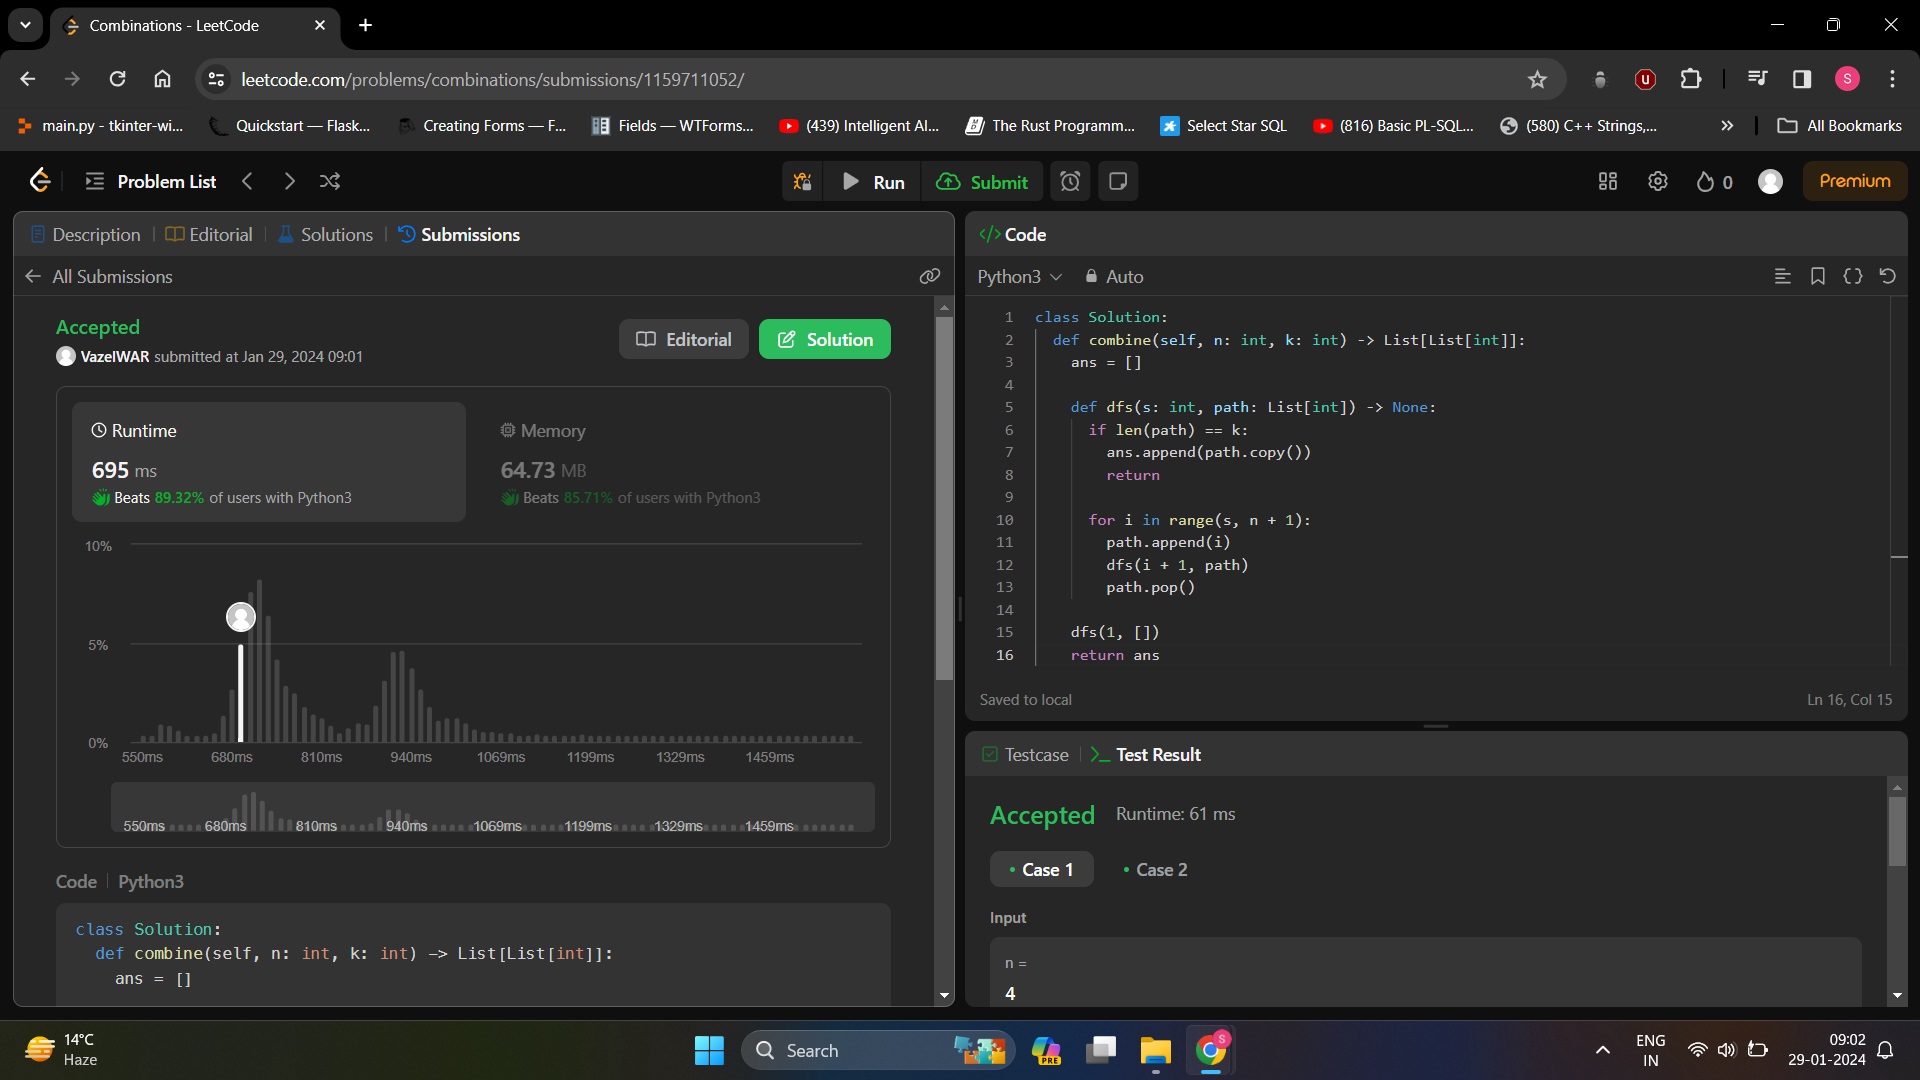 Combinations - LeetCode
leetcode.com/problems/combinations/submissions/1159711052/
S
main.py - tkinter-wi...
Quickstart — Flask...
Creating Forms — F...
Fields — WTForms...
(439) Intelligent Al...
The Rust Programm...
Select Star SQL
(816) Basic PL-SQL...
(580) C++ Strings,...
All Bookmarks
Problem List
Run
Submit
0
Premium
Description
Editorial
Solutions
Submissions
All Submissions
Accepted
VazelWAR submitted at Jan 29, 2024 09:01
Editorial
Solution
Runtime
695 ms
Beats 89.32% of users with Python3
Memory
64.73 MB
Beats 85.71% of users with Python3
10%
5%
0%
550ms 680ms 810ms 940ms 1069ms 1199ms 1329ms 1459ms
550ms 680ms 810ms 940ms 1069ms 1199ms 1329ms 1459ms
Code
Python3
class Solution:
def combine(self, n: int, k: int) -> List[List[int]]:
ans = []
</> Code
Python3
Auto
1 class Solution:
2 def combine(self, n: int, k: int) -> List[List[int]]:
3 ans = []
4
5 def dfs(s: int, path: List[int]) -> None:
6 if len(path) == k:
7 ans.append(path.copy())
8 return
9
10 for i in range(s, n + 1):
11 path.append(i)
12 dfs(i + 1, path)
13 path.pop()
14
15 dfs(1, [])
16 return ans
Saved to local
Ln 16, Col 15
Testcase
Test Result
Accepted
Runtime: 61 ms
Case 1
Case 2
Input
n =
4
14°C
Haze
Search
PRE
S
ENG
IN
09:02
29-01-2024